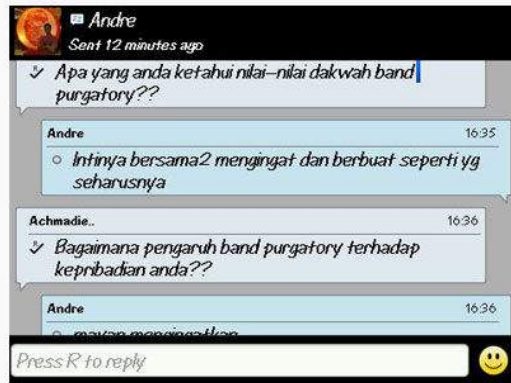 Andre
Sent 12 minutes ago
Apa yang anda ketahui nilai-nilai dakwah band
purgatory??
Andre 16:35
Intinya bersama2 mengingat dan berbuat seperti yg
seharusnya
Achmadie.. 16:36
Bagaimana pengaruh band purgatory terhadap
kepribadian anda??
Andre 16:36
mayan mengingatkan
Press R to reply